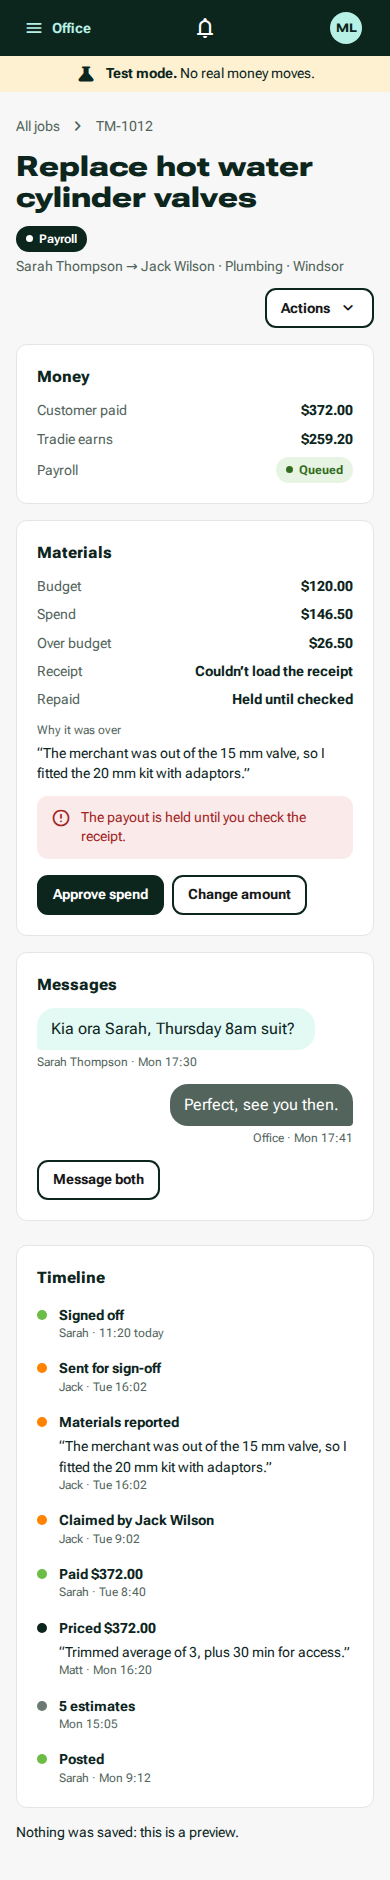 Office
ML
Test mode. No real money moves.
All jobs > TM-1012
Replace hot water
cylinder valves
Payroll
Sarah Thompson → Jack Wilson · Plumbing · Windsor
Actions
Money
Customer paid $372.00
Tradie earns $259.20
Payroll Queued
Materials
Budget $120.00
Spend $146.50
Over budget $26.50
Receipt Couldn’t load the receipt
Repaid Held until checked
Why it was over
“The merchant was out of the 15 mm valve, so I
fitted the 20 mm kit with adaptors.”
The payout is held until you check the
receipt.
Approve spend Change amount
Messages
Kia ora Sarah, Thursday 8am suit?
Sarah Thompson · Mon 17:30
Perfect, see you then.
Office · Mon 17:41
Message both
Timeline
Signed off
Sarah · 11:20 today
Sent for sign-off
Jack · Tue 16:02
Materials reported
“The merchant was out of the 15 mm valve, so I
fitted the 20 mm kit with adaptors.”
Jack · Tue 16:02
Claimed by Jack Wilson
Jack · Tue 9:02
Paid $372.00
Sarah · Tue 8:40
Priced $372.00
“Trimmed average of 3, plus 30 min for access.”
Matt · Mon 16:20
5 estimates
Mon 15:05
Posted
Sarah · Mon 9:12
Nothing was saved: this is a preview.